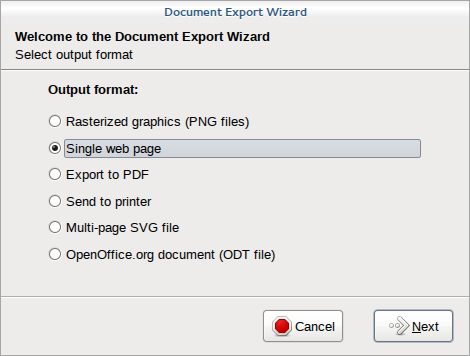 Document Export Wizard
Welcome to the Document Export Wizard
Select output format
Output format:
Rasterized graphics (PNG files)
Single web page
Export to PDF
Send to printer
Multi-page SVG file
OpenOffice.org document (ODT file)
Cancel
Next